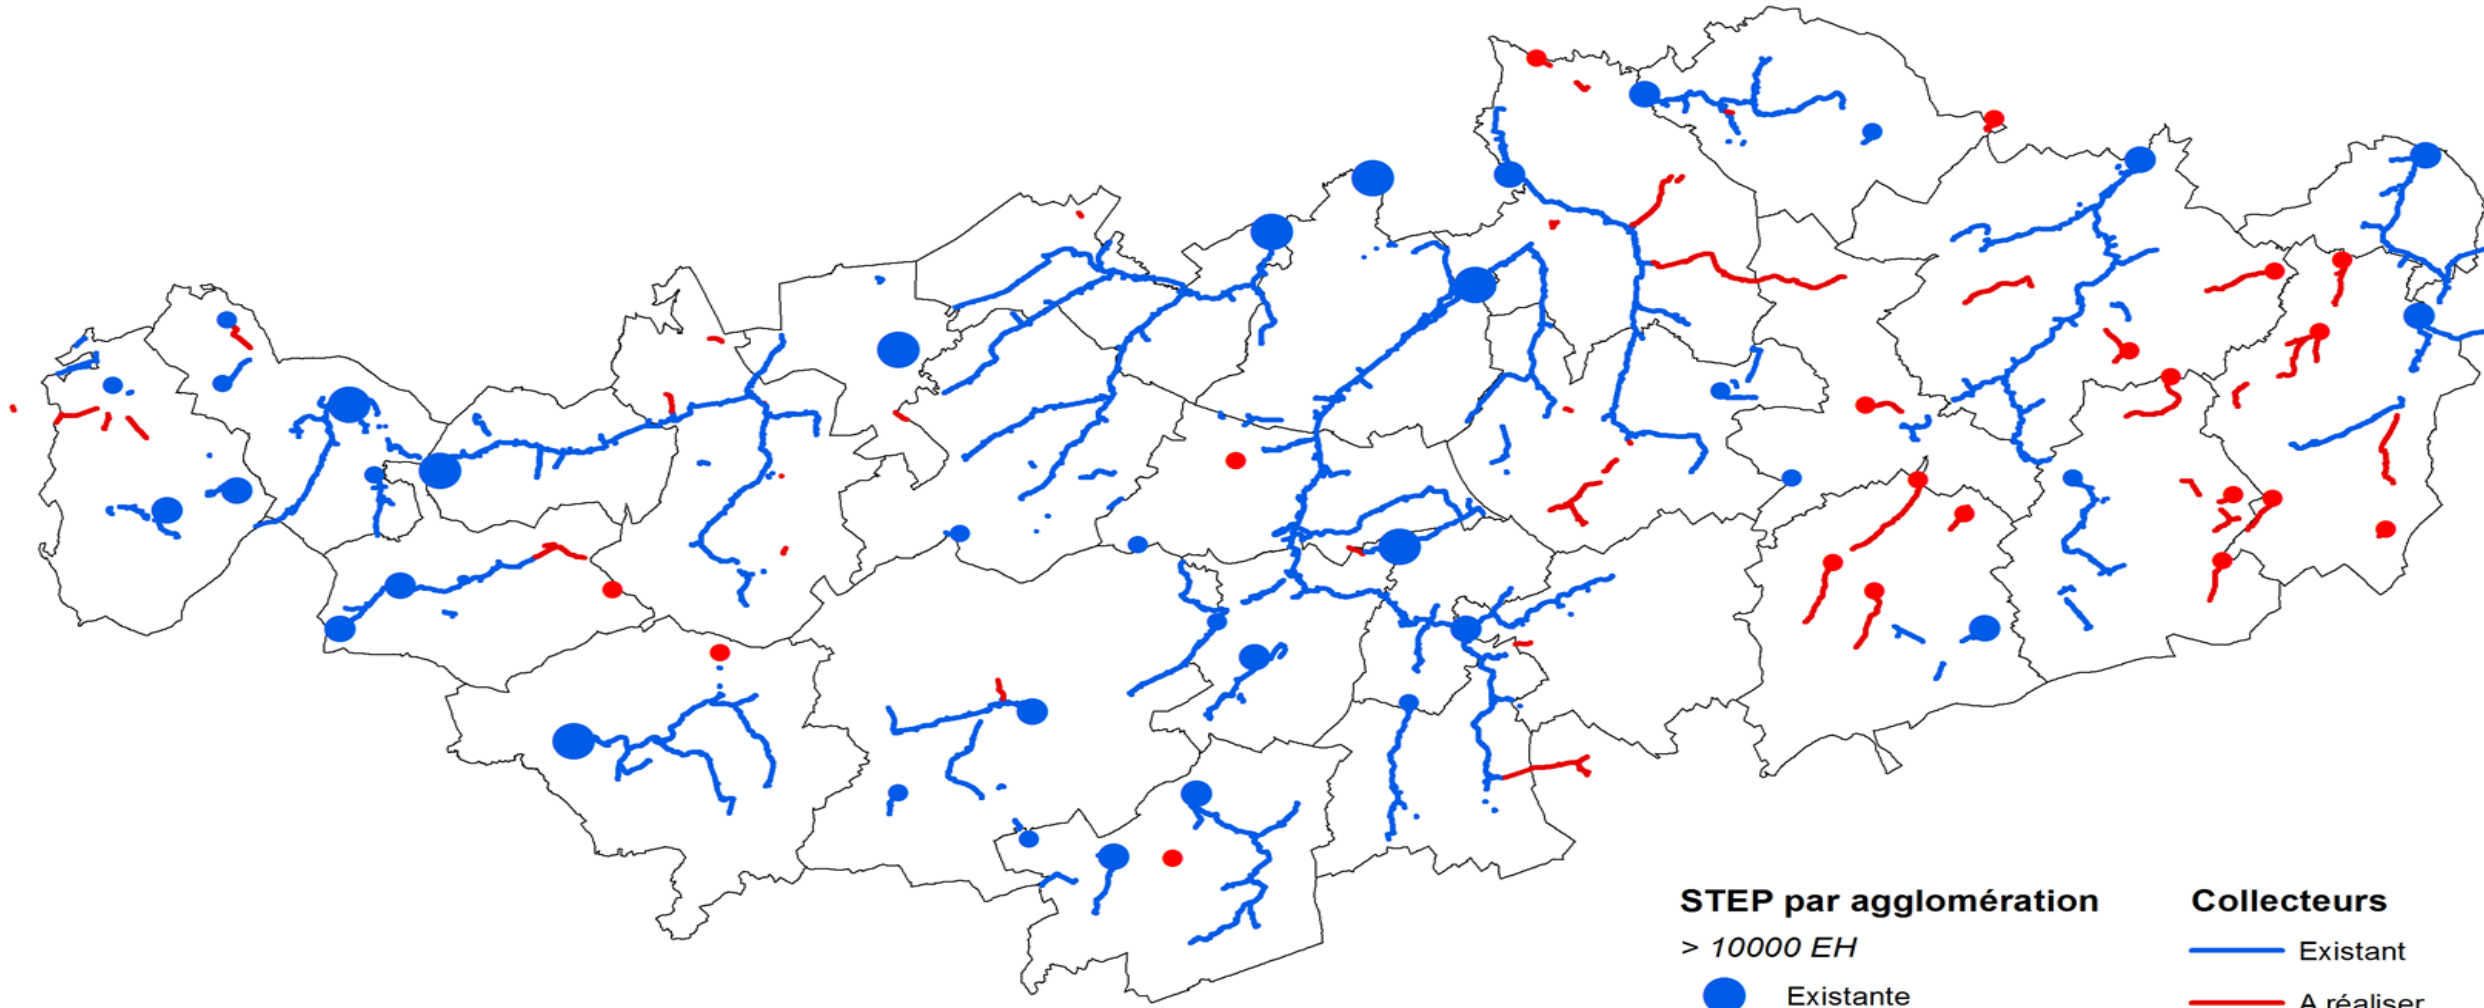 STEP par agglomération
> 10000 EH
Existante
Collecteurs
Existant
A réaliser